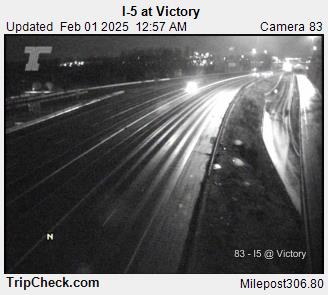 I-5 at Victory
Updated  Feb 01 2025  12:57 AM
Camera 83
T
N
83 - I5 @ Victory
TripCheck.com
Milepost306.80